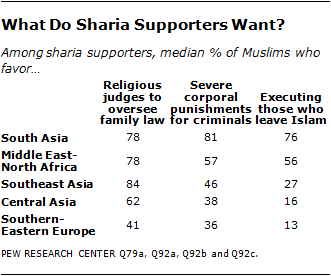 What Do Sharia Supporters Want?
Among sharia supporters, median % of Muslims who
favor…
Religious judges to oversee family law
Severe corporal punishments for criminals
Executing those who leave Islam
South Asia 78 81 76
Middle East-
North Africa 78 57 56
Southeast Asia 84 46 27
Central Asia 62 38 16
Southern-
Eastern Europe 41 36 13
PEW RESEARCH CENTER Q79a, Q92a, Q92b and Q92c.